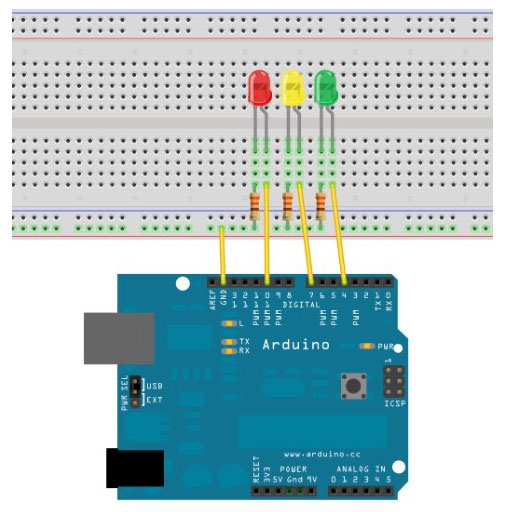 AREF
GND
13
12
11
10
9
8
7
6
5
4
3
2
1
0
PWM
PWM
PWM
PWM
PWM
PWM
TX
RX
DIGITAL
L
TX
RX
Arduino
PWR
PWR SEL
USB
EXT
ICSP
www.arduino.cc
RESET
3V3
5V
Gnd
9V
POWER
ANALOG IN
0 1 2 3 4 5